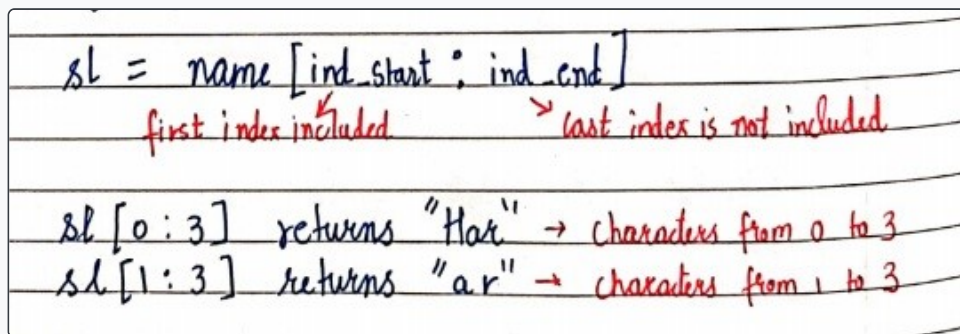 sl = name [ind_start : ind_end]
first index included
last index is not included
sl [0 : 3] returns "Har" → characters from 0 to 3
sl [1 : 3] returns "ar" → characters from 1 to 3